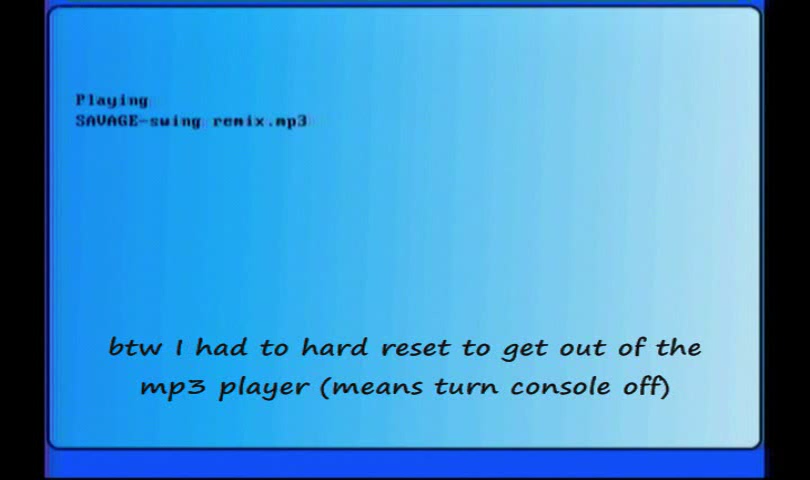 Playing
SAVAGE-swing remix.mp3
btw I had to hard reset to get out of the
mp3 player (means turn console off)